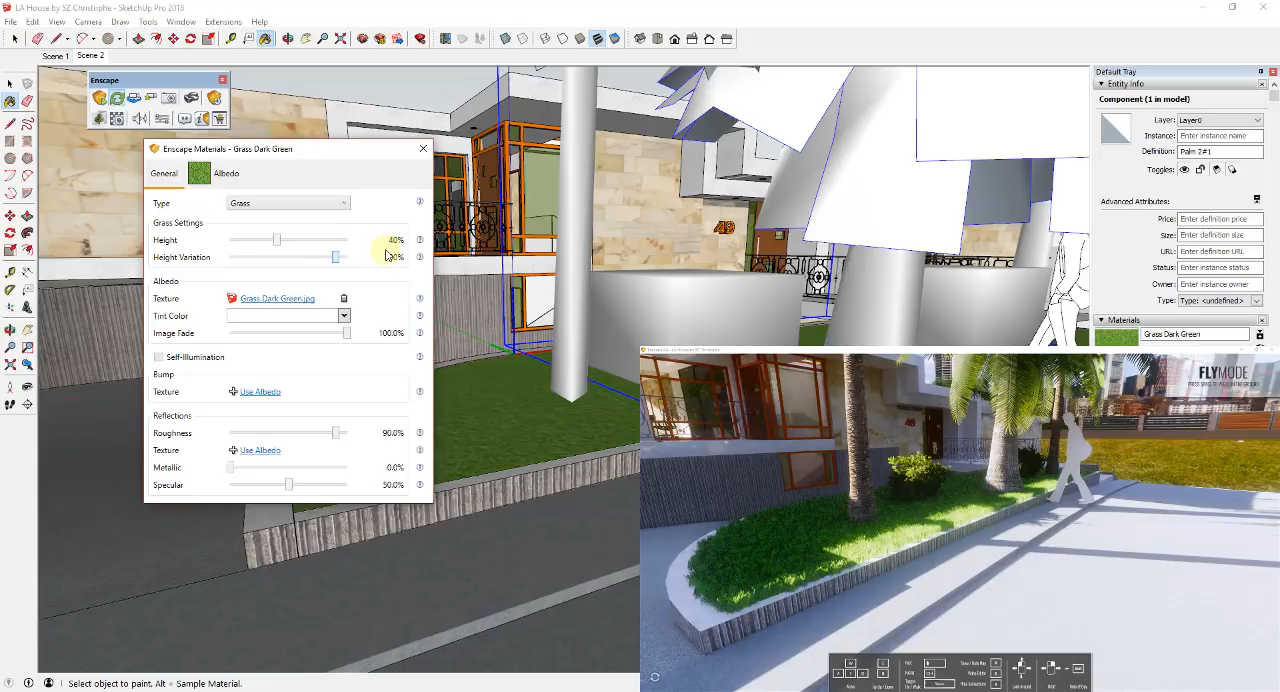 LA House by SZ Christophe - SketchUp Pro 2018
File Edit View Camera Draw Tools Window Extensions Help
Scene 1 Scene 2
Enscape
Enscape Materials - Grass Dark Green
General Albedo
Type Grass
Grass Settings
Height 40%
Height Variation
Albedo
Texture Grass Dark Green.jpg
Tint Color
Image Fade 100.0%
Self-Illumination
Bump
Texture Use Albedo
Reflections
Roughness 90.0%
Texture Use Albedo
Metallic 0.0%
Specular 50.0%
49
Default Tray
Entity Info
Component (1 in model)
Layer: Layer0
Instance: Enter instance name
Definition: Palm 2#1
Toggles:
Advanced Attributes:
Price: Enter definition price
Size: Enter definition size
URL: Enter definition URL
Status: Enter instance status
Owner: Enter instance owner
Type: Type: <undefined>
Materials
Grass Dark Green
FLYMODE
49
Select object to